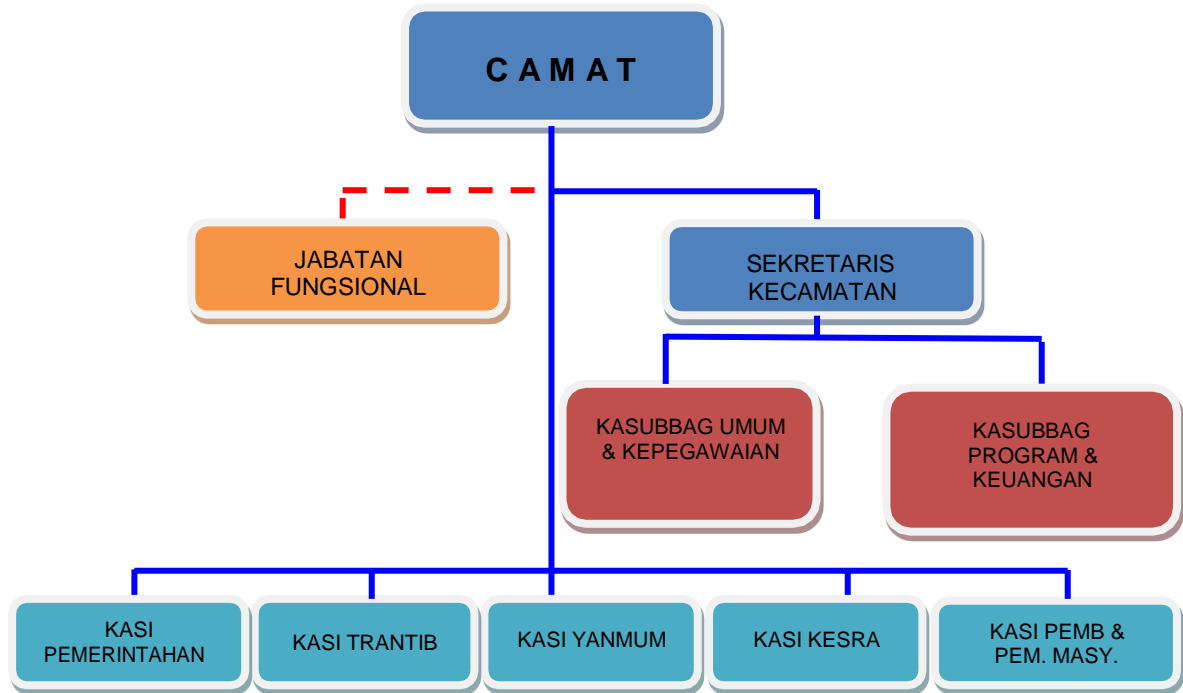 C A M A T
JABATAN
FUNGSIONAL
SEKRETARIS
KECAMATAN
KASUBBAG UMUM
& KEPEGAWAIAN
KASUBBAG
PROGRAM &
KEUANGAN
KASI
PEMERINTAHAN
KASI TRANTIB
KASI YANMUM
KASI KESRA
KASI PEMB &
PEM. MASY.